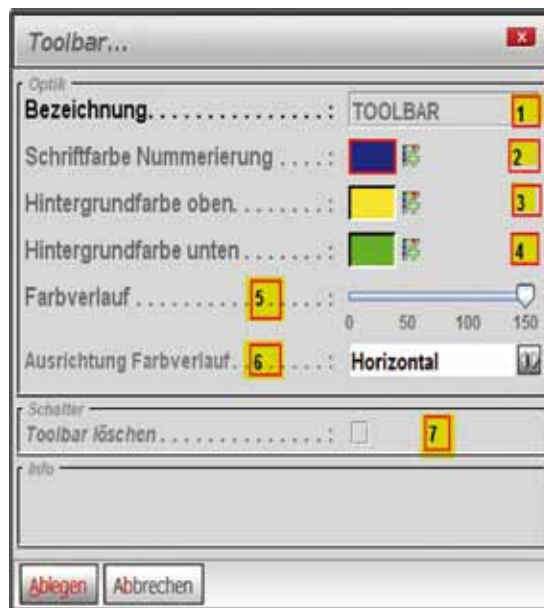 Toolbar...
Optik
Bezeichnung. . . . . . . . . . . . . . . : TOOLBAR 1
Schriftfarbe Nummerierung . . . . : 2
Hintergrundfarbe oben. . . . . . . . : 3
Hintergrundfarbe unten . . . . . . . : 4
Farbverlauf . . . . . . . . . . 5 . . . . . :
0 50 100 150
Ausrichtung Farbverlauf. . 6 . . . . . : Horizontal
Schalter
Toolbar löschen . . . . . . . . . . . . . . : 7
Info
Ablegen Abbrechen